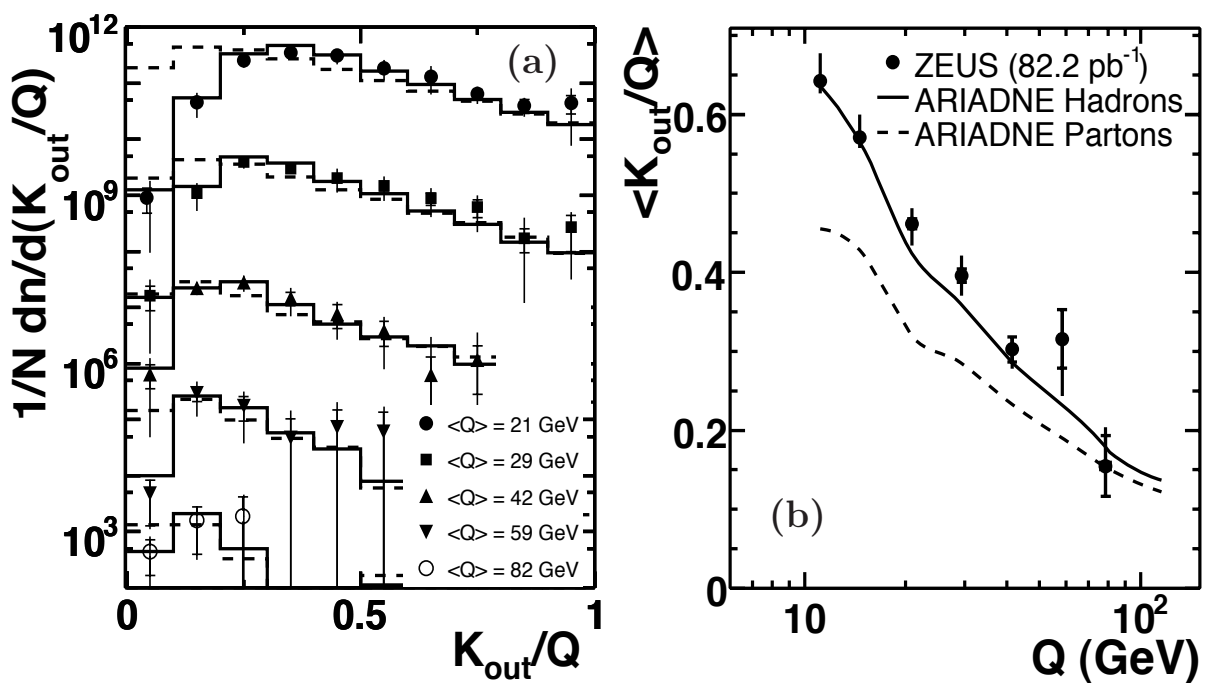 1/N dn/d(K_out/Q)
10^12
10^9
10^6
10^3
(a)
<Q> = 21 GeV
<Q> = 29 GeV
<Q> = 42 GeV
<Q> = 59 GeV
<Q> = 82 GeV
0 0.5 1
K_out/Q
<K_out/Q>
0.6
0.4
0.2
0
ZEUS (82.2 pb^-1)
ARIADNE Hadrons
ARIADNE Partons
(b)
10 10^2
Q (GeV)